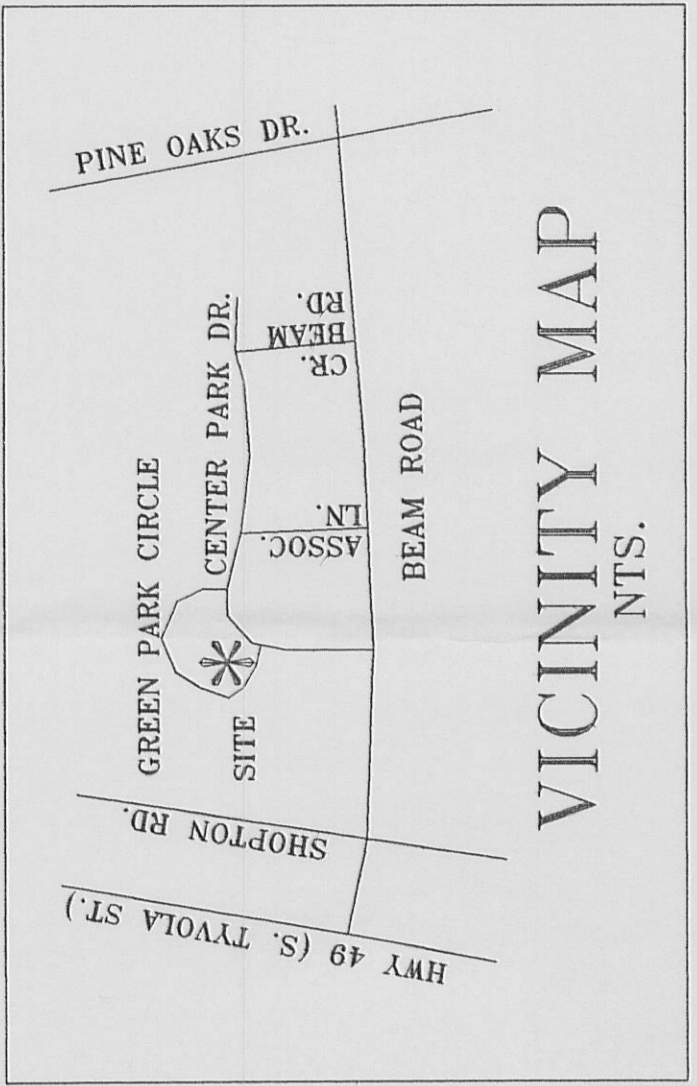 PINE OAKS DR.
CENTER PARK DR.
CR.
BEAM
RD.
GREEN PARK CIRCLE
ASSOC.
LN.
BEAM ROAD
SITE
SHOPTON RD.
HWY 49 (S. TYVOLA ST.)
VICINITY MAP
NTS.